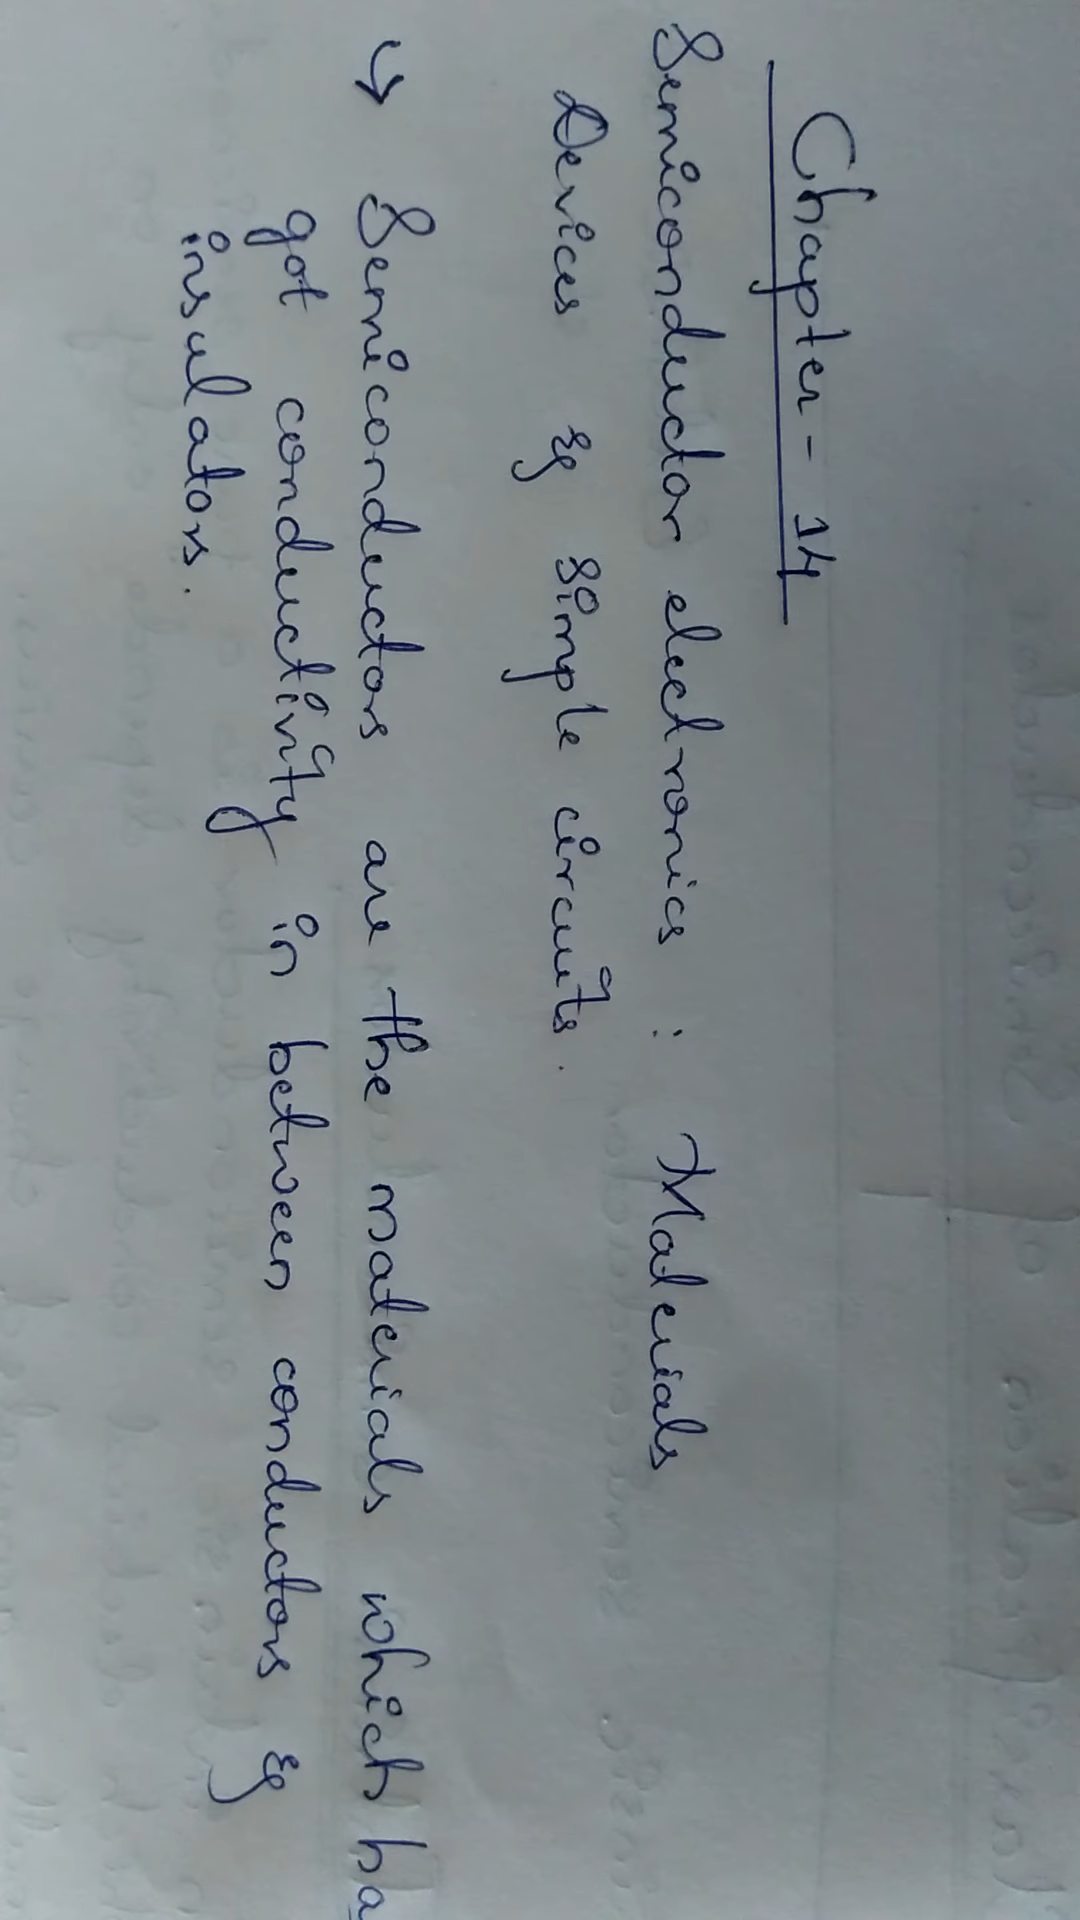 Chapter - 14
Semiconductor electronics : Materials
Devices & Simple circuits.
→ Semiconductors are the materials which ha
got conductivity in between conductors &
insulators.